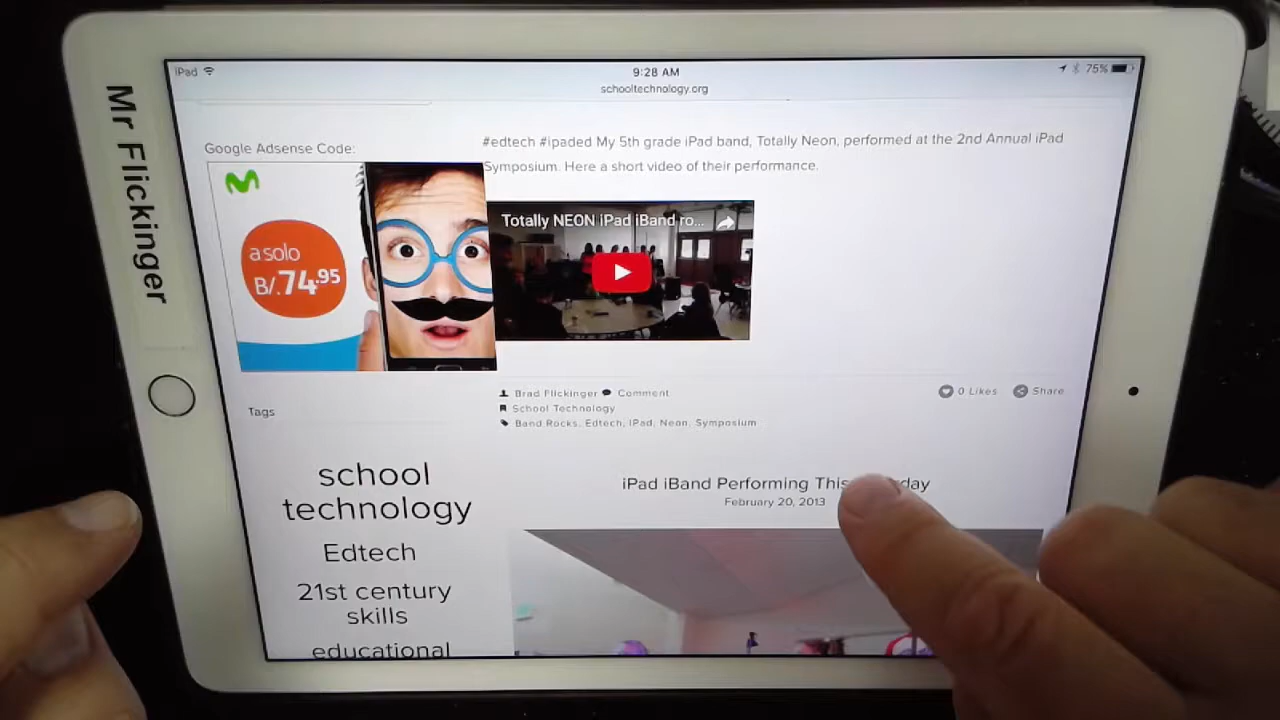 Mr Flickinger
iPad
9:28 AM
75%
schooltechnology.org
Google Adsense Code:
#edtech #ipaded My 5th grade iPad band, Totally Neon, performed at the 2nd Annual iPad
Symposium. Here a short video of their performance.
a solo
B/.74.95
Totally NEON iPad iBand ro...
Brad Flickinger Comment
0 Likes Share
School Technology
Band Rocks, Edtech, iPad, Neon, Symposium
Tags
school
technology
Edtech
21st century
skills
educational
iPad iBand Performing This
February 20, 2013